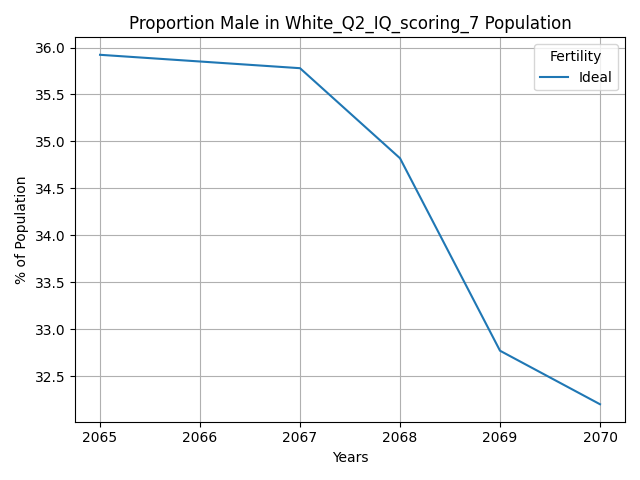 Proportion Male in White_Q2_IQ_scoring_7 Population
Fertility
Ideal
% of Population
36.0
35.5
35.0
34.5
34.0
33.5
33.0
32.5
2065 2066 2067 2068 2069 2070
Years